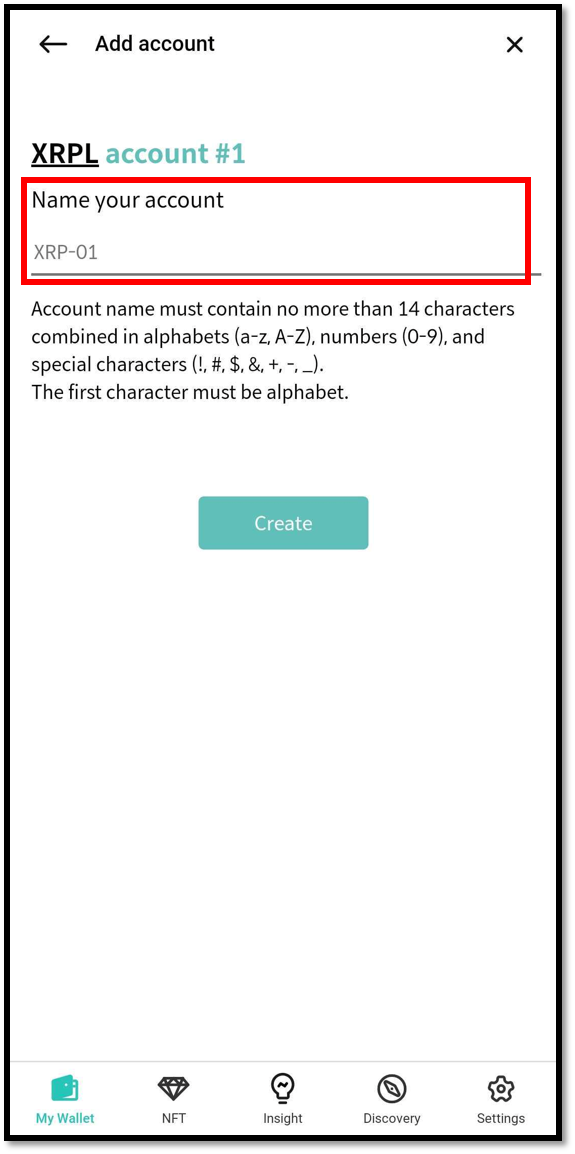 Add account
XRPL account #1
Name your account
XRP-01
Account name must contain no more than 14 characters
combined in alphabets (a-z, A-Z), numbers (0-9), and
special characters (!, #, $, &, +, -, _).
The first character must be alphabet.
Create
My Wallet NFT Insight Discovery Settings